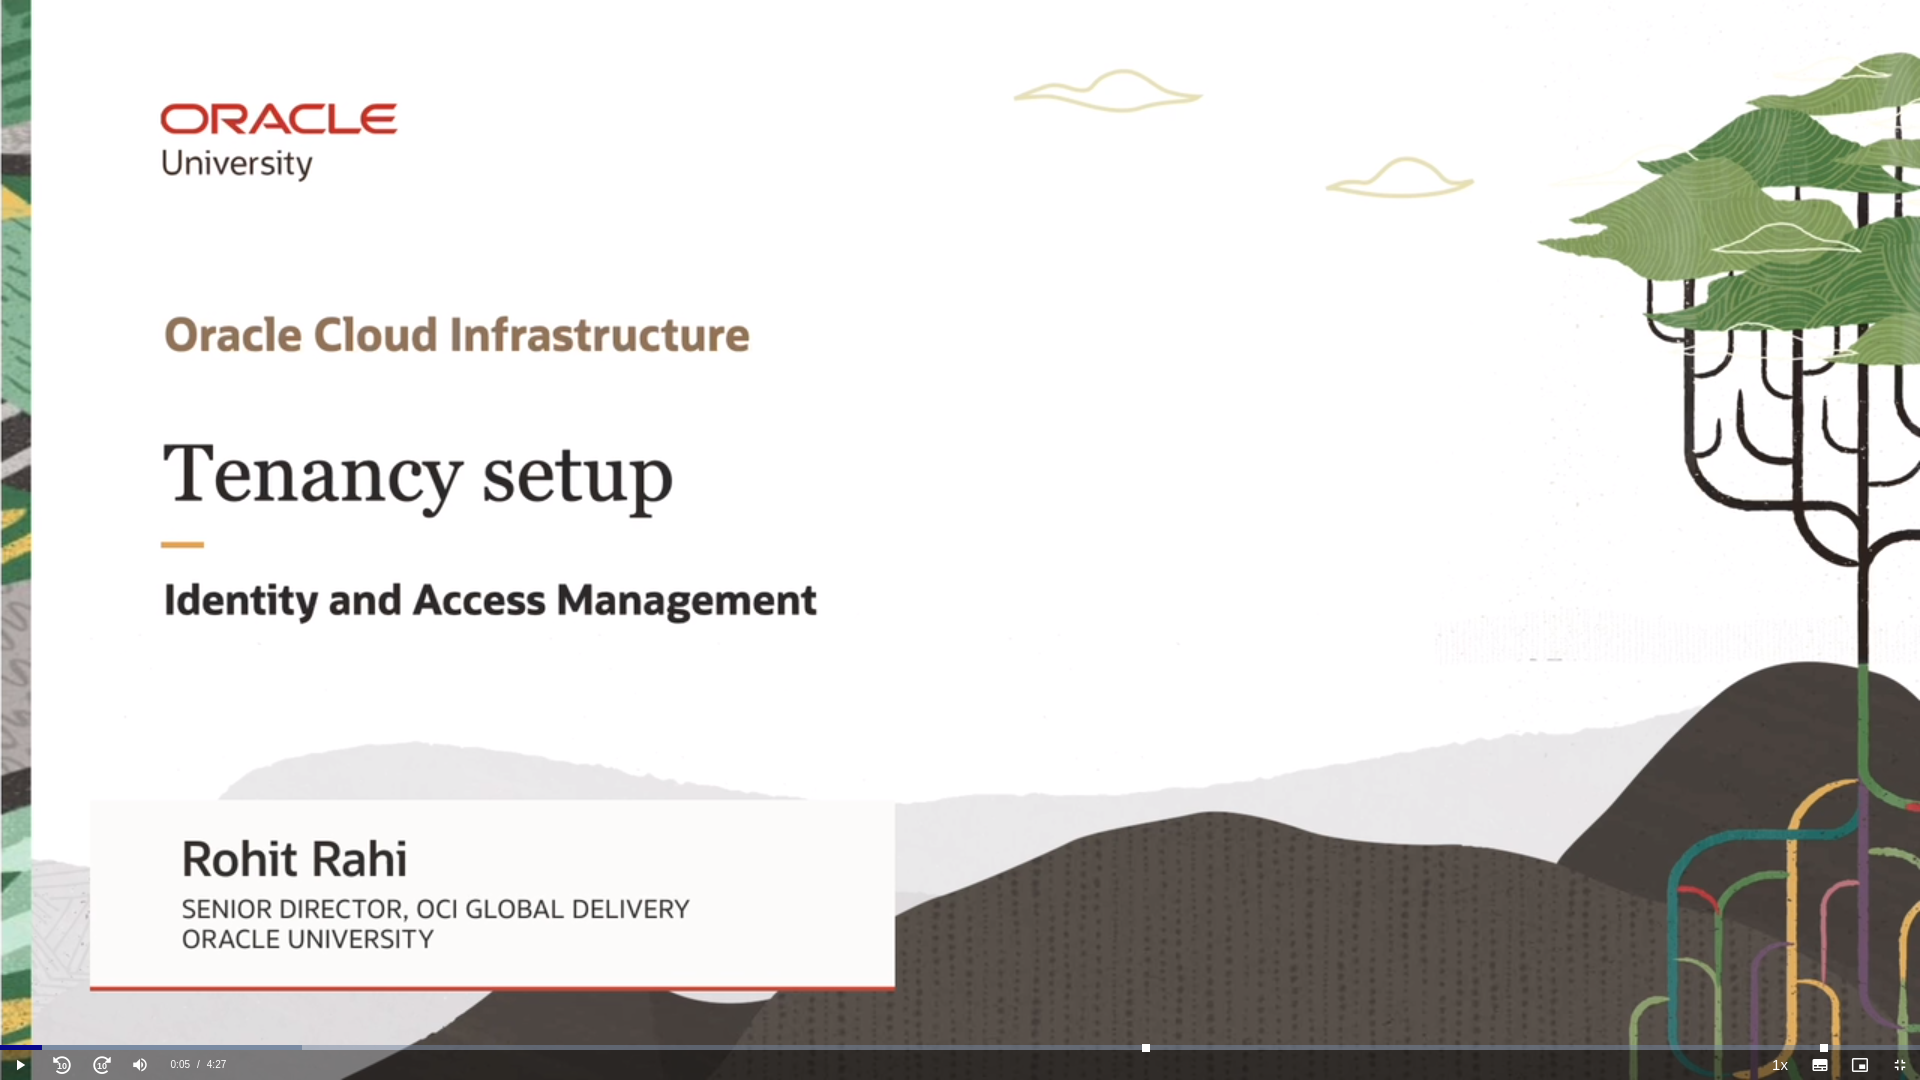 ORACLE
University
Oracle Cloud Infrastructure
Tenancy setup
Identity and Access Management
Rohit Rahi
SENIOR DIRECTOR, OCI GLOBAL DELIVERY
ORACLE UNIVERSITY
10 10 0:05 / 4:27 1x